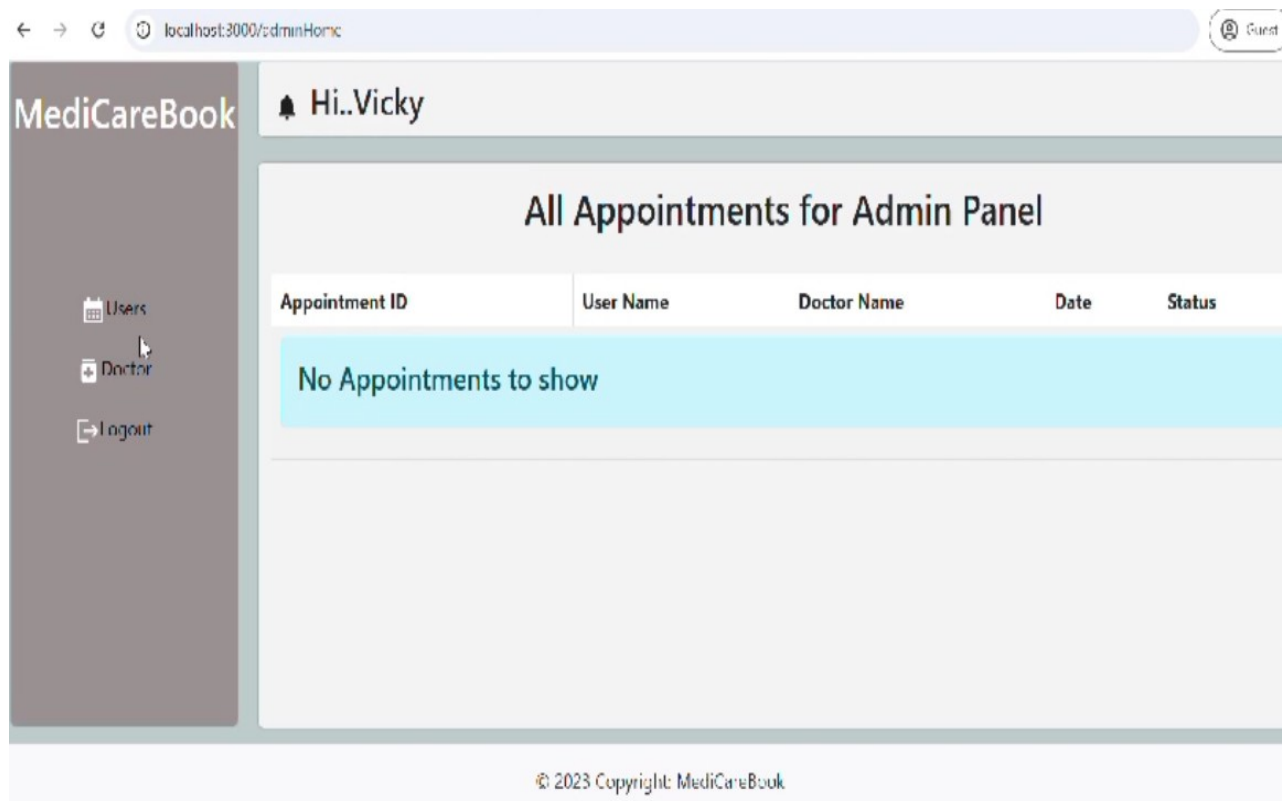 localhost:3000/adminHome
Guest
MediCareBook
Hi..Vicky
All Appointments for Admin Panel
Appointment ID User Name Doctor Name Date Status
No Appointments to show
Users
Doctor
Logout
© 2023 Copyright: MediCareBook